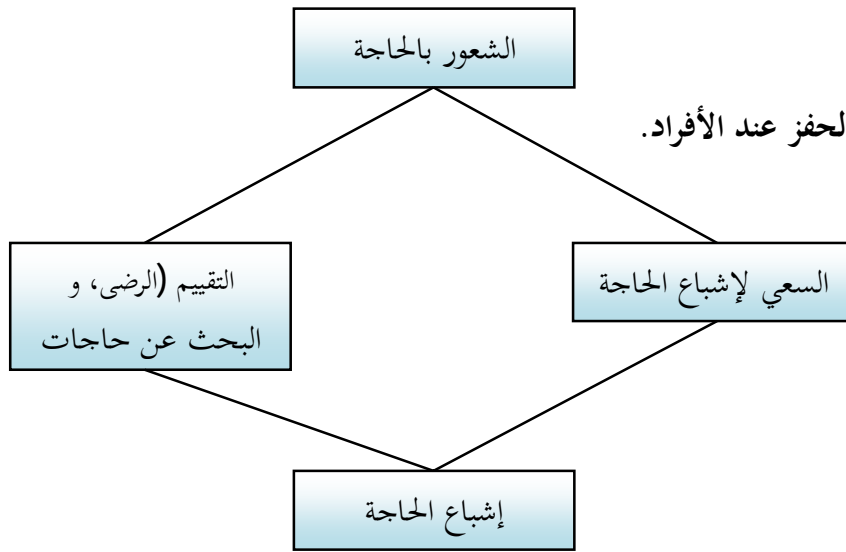 الشعور بالحاجة
لحفز عند الأفراد.
السعي لإشباع الحاجة
التقييم (الرضى، و
البحث عن حاجات
إشباع الحاجة